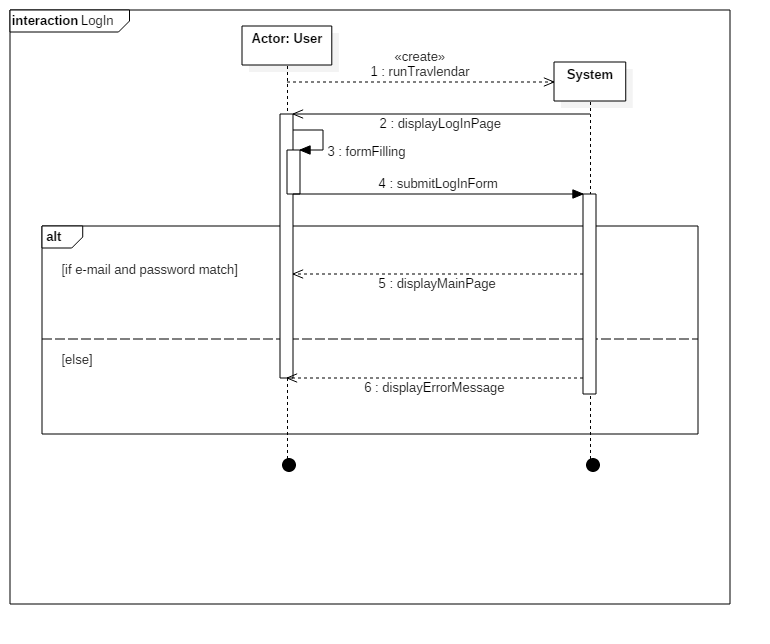 interaction LogIn
Actor: User
«create»
1 : runTravlendar
System
2 : displayLogInPage
3 : formFilling
4 : submitLogInForm
alt
[if e-mail and password match]
5 : displayMainPage
[else]
6 : displayErrorMessage